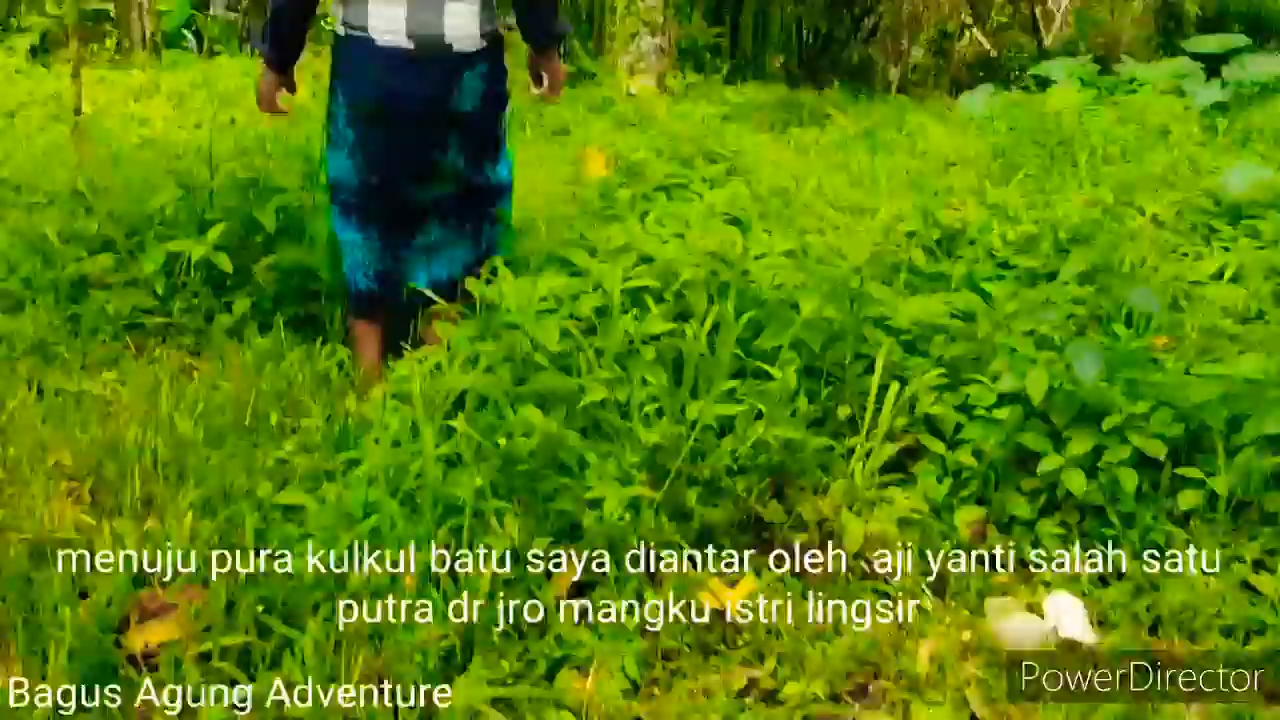 menuju pura kulkul batu saya diantar oleh aji yanti salah satu
putra dr jro mangku istri lingsir
Bagus Agung Adventure
PowerDirector